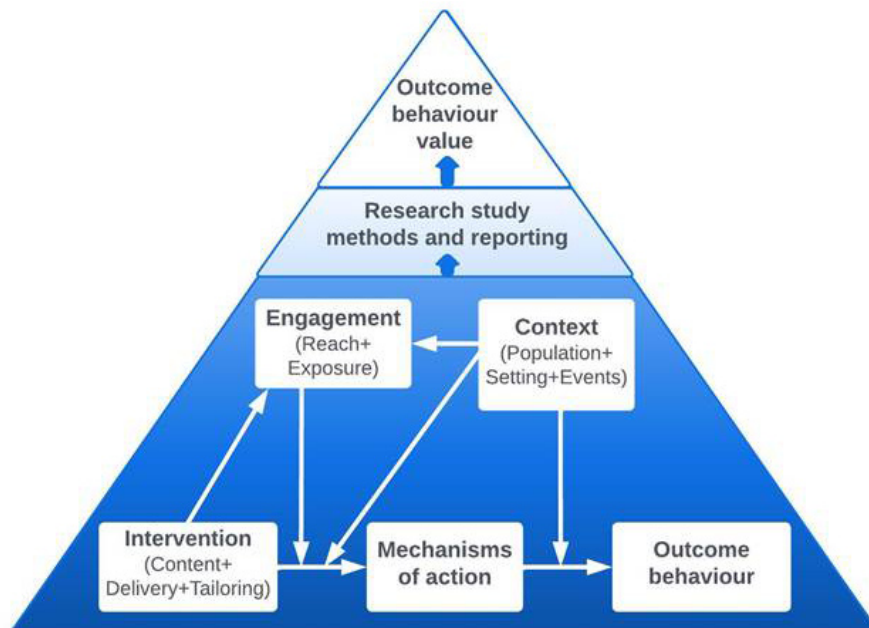 Outcome
behaviour
value
Research study
methods and reporting
Engagement
(Reach+
Exposure)
Context
(Population+
Setting+Events)
Intervention
(Content+
Delivery+Tailoring)
Mechanisms
of action
Outcome
behaviour